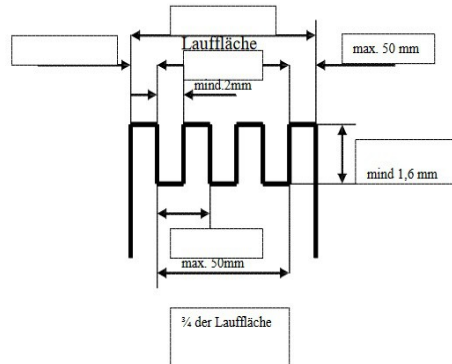 Lauffläche
max. 50 mm
mind.2mm
mind 1,6 mm
max. 50mm
¾ der Lauffläche